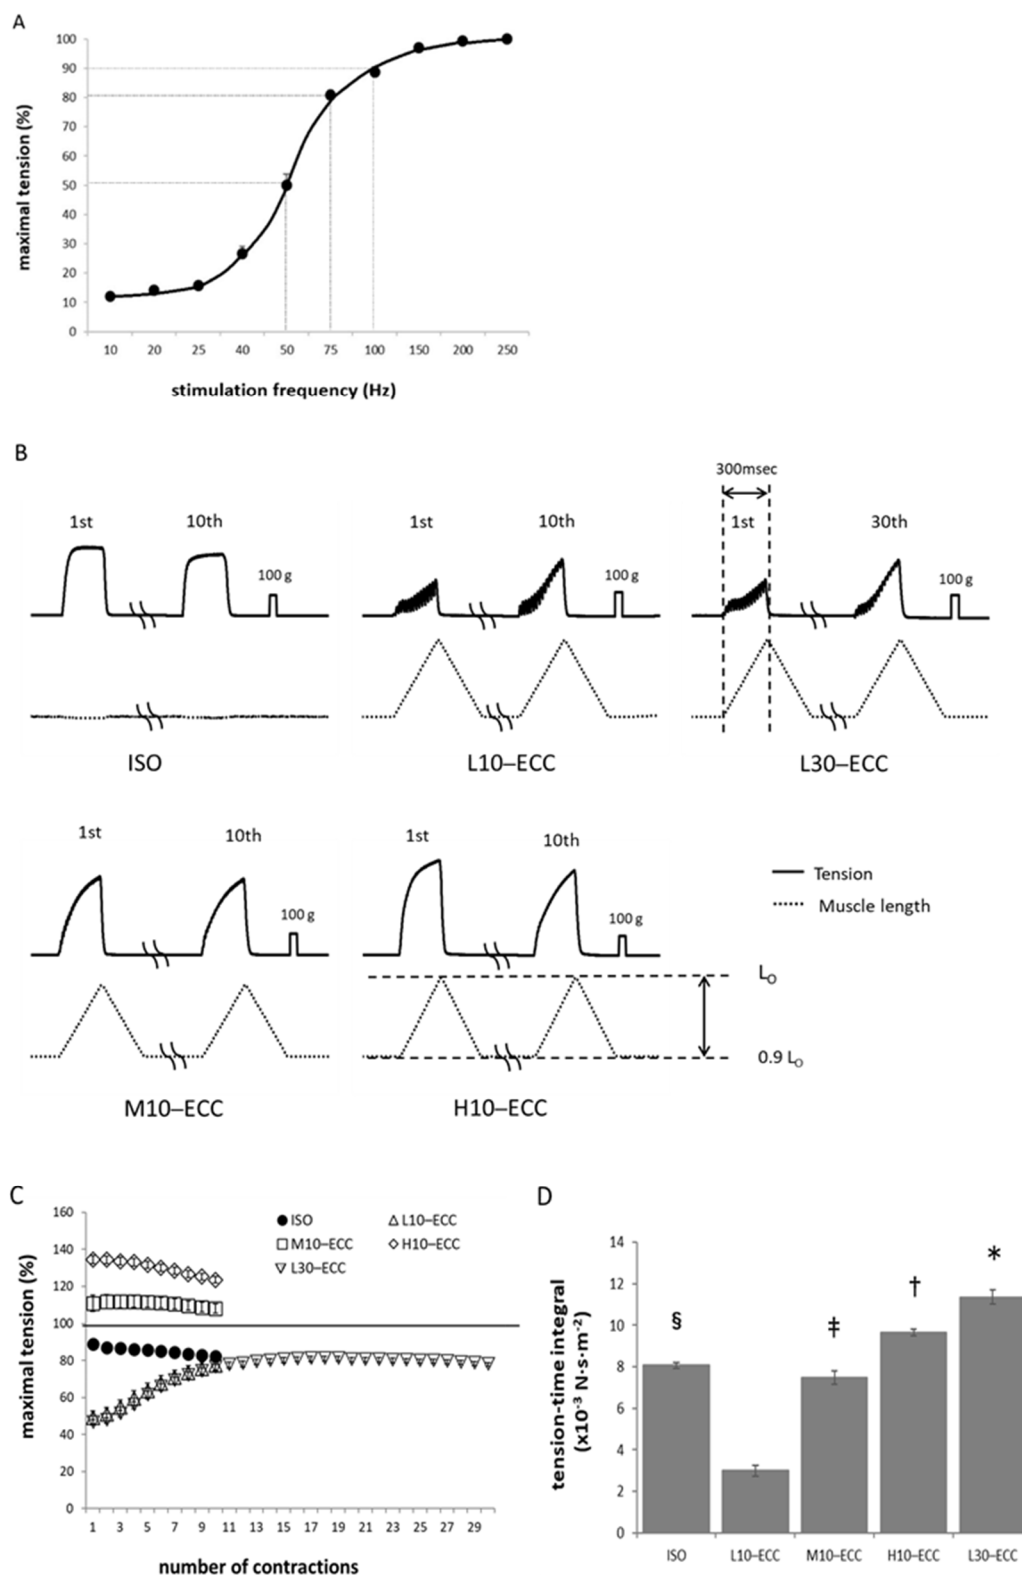 A
100
90
80
70
60
50
40
30
20
10
0
maximal tension (%)
10 20 25 40 50 75 100 150 200 250
stimulation frequency (Hz)
B
300msec
1st 10th 1st 10th 1st 30th
100 g 100 g 100 g
ISO L10–ECC L30–ECC
1st 10th 1st 10th
100 g 100 g
Tension
Muscle length
LO
0.9 LO
M10–ECC H10–ECC
C
160
140
120
100
80
60
40
20
0
maximal tension (%)
ISO L10–ECC
M10–ECC H10–ECC
L30–ECC
1 3 5 7 9 11 13 15 17 19 21 23 25 27 29
number of contractions
D
14
12
10
8
6
4
2
0
tension-time integral
(x10-3 N·s·m-2)
§ ‡ † *
ISO L10–ECC M10–ECC H10–ECC L30–ECC